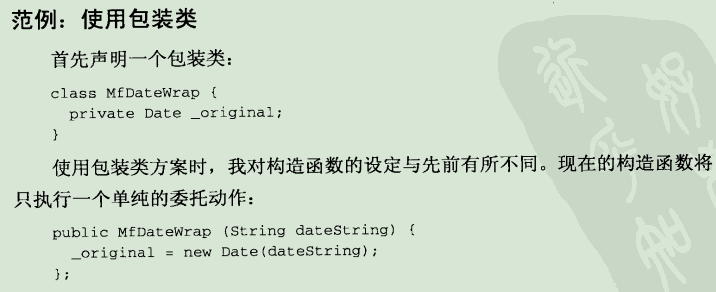 范例：使用包装类
首先声明一个包装类：
class MfDateWrap {
  private Date _original;
}
使用包装类方案时，我对构造函数的设定与先前有所不同。现在的构造函数将
只执行一个单纯的委托动作：
public MfDateWrap (String dateString) {
  _original = new Date(dateString);
};